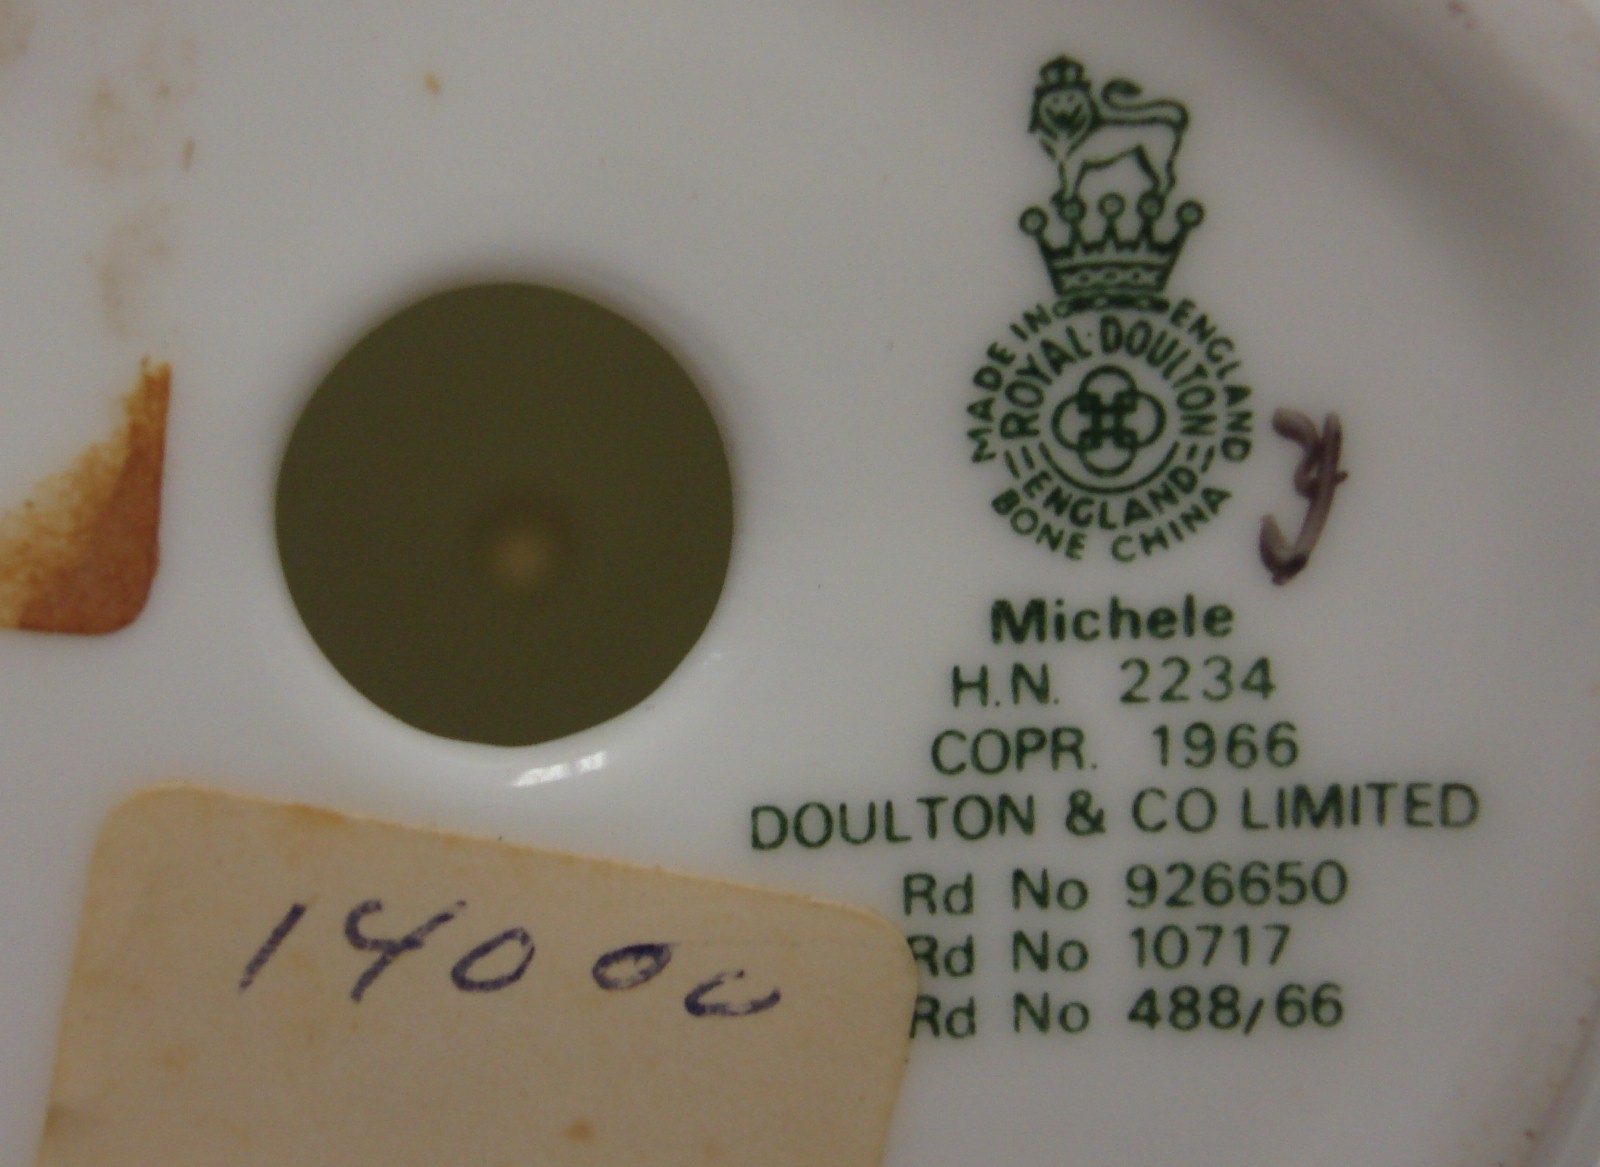 MADE IN ENGLAND
ROYAL·DOULTON
ENGLAND
BONE CHINA
Michele
H.N. 2234
COPR. 1966
DOULTON & CO LIMITED
Rd No 926650
Rd No 10717
Rd No 488/66
14000